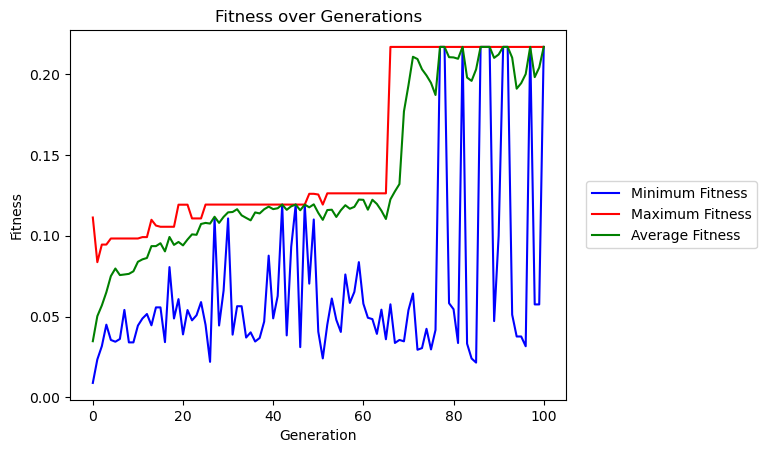 Fitness over Generations
Fitness
0.20
0.15
0.10
0.05
0.00
0
20
40
60
80
100
Generation
Minimum Fitness
Maximum Fitness
Average Fitness